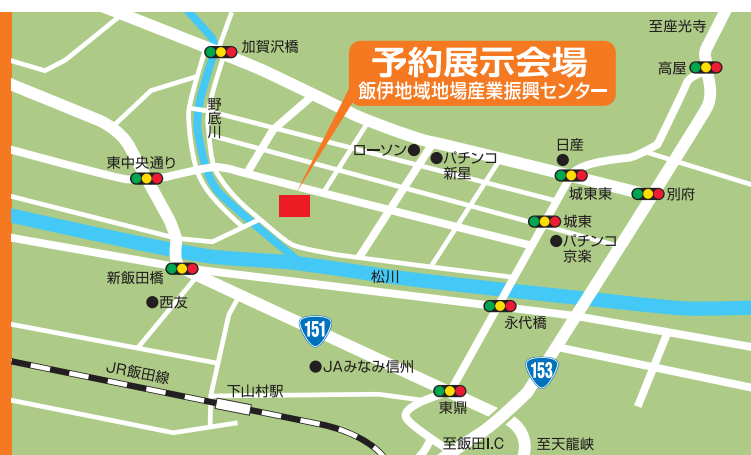 至座光寺
加賀沢橋
予約展示会場
飯伊地域地場産業振興センター
高屋
野底川
ローソン
パチンコ
新星
日産
東中央通り
城東東
別府
城東
パチンコ
京楽
新飯田橋
松川
西友
永代橋
151
JAみなみ信州
153
JR飯田線
下山村駅
東鼎
至飯田I.C
至天龍峡